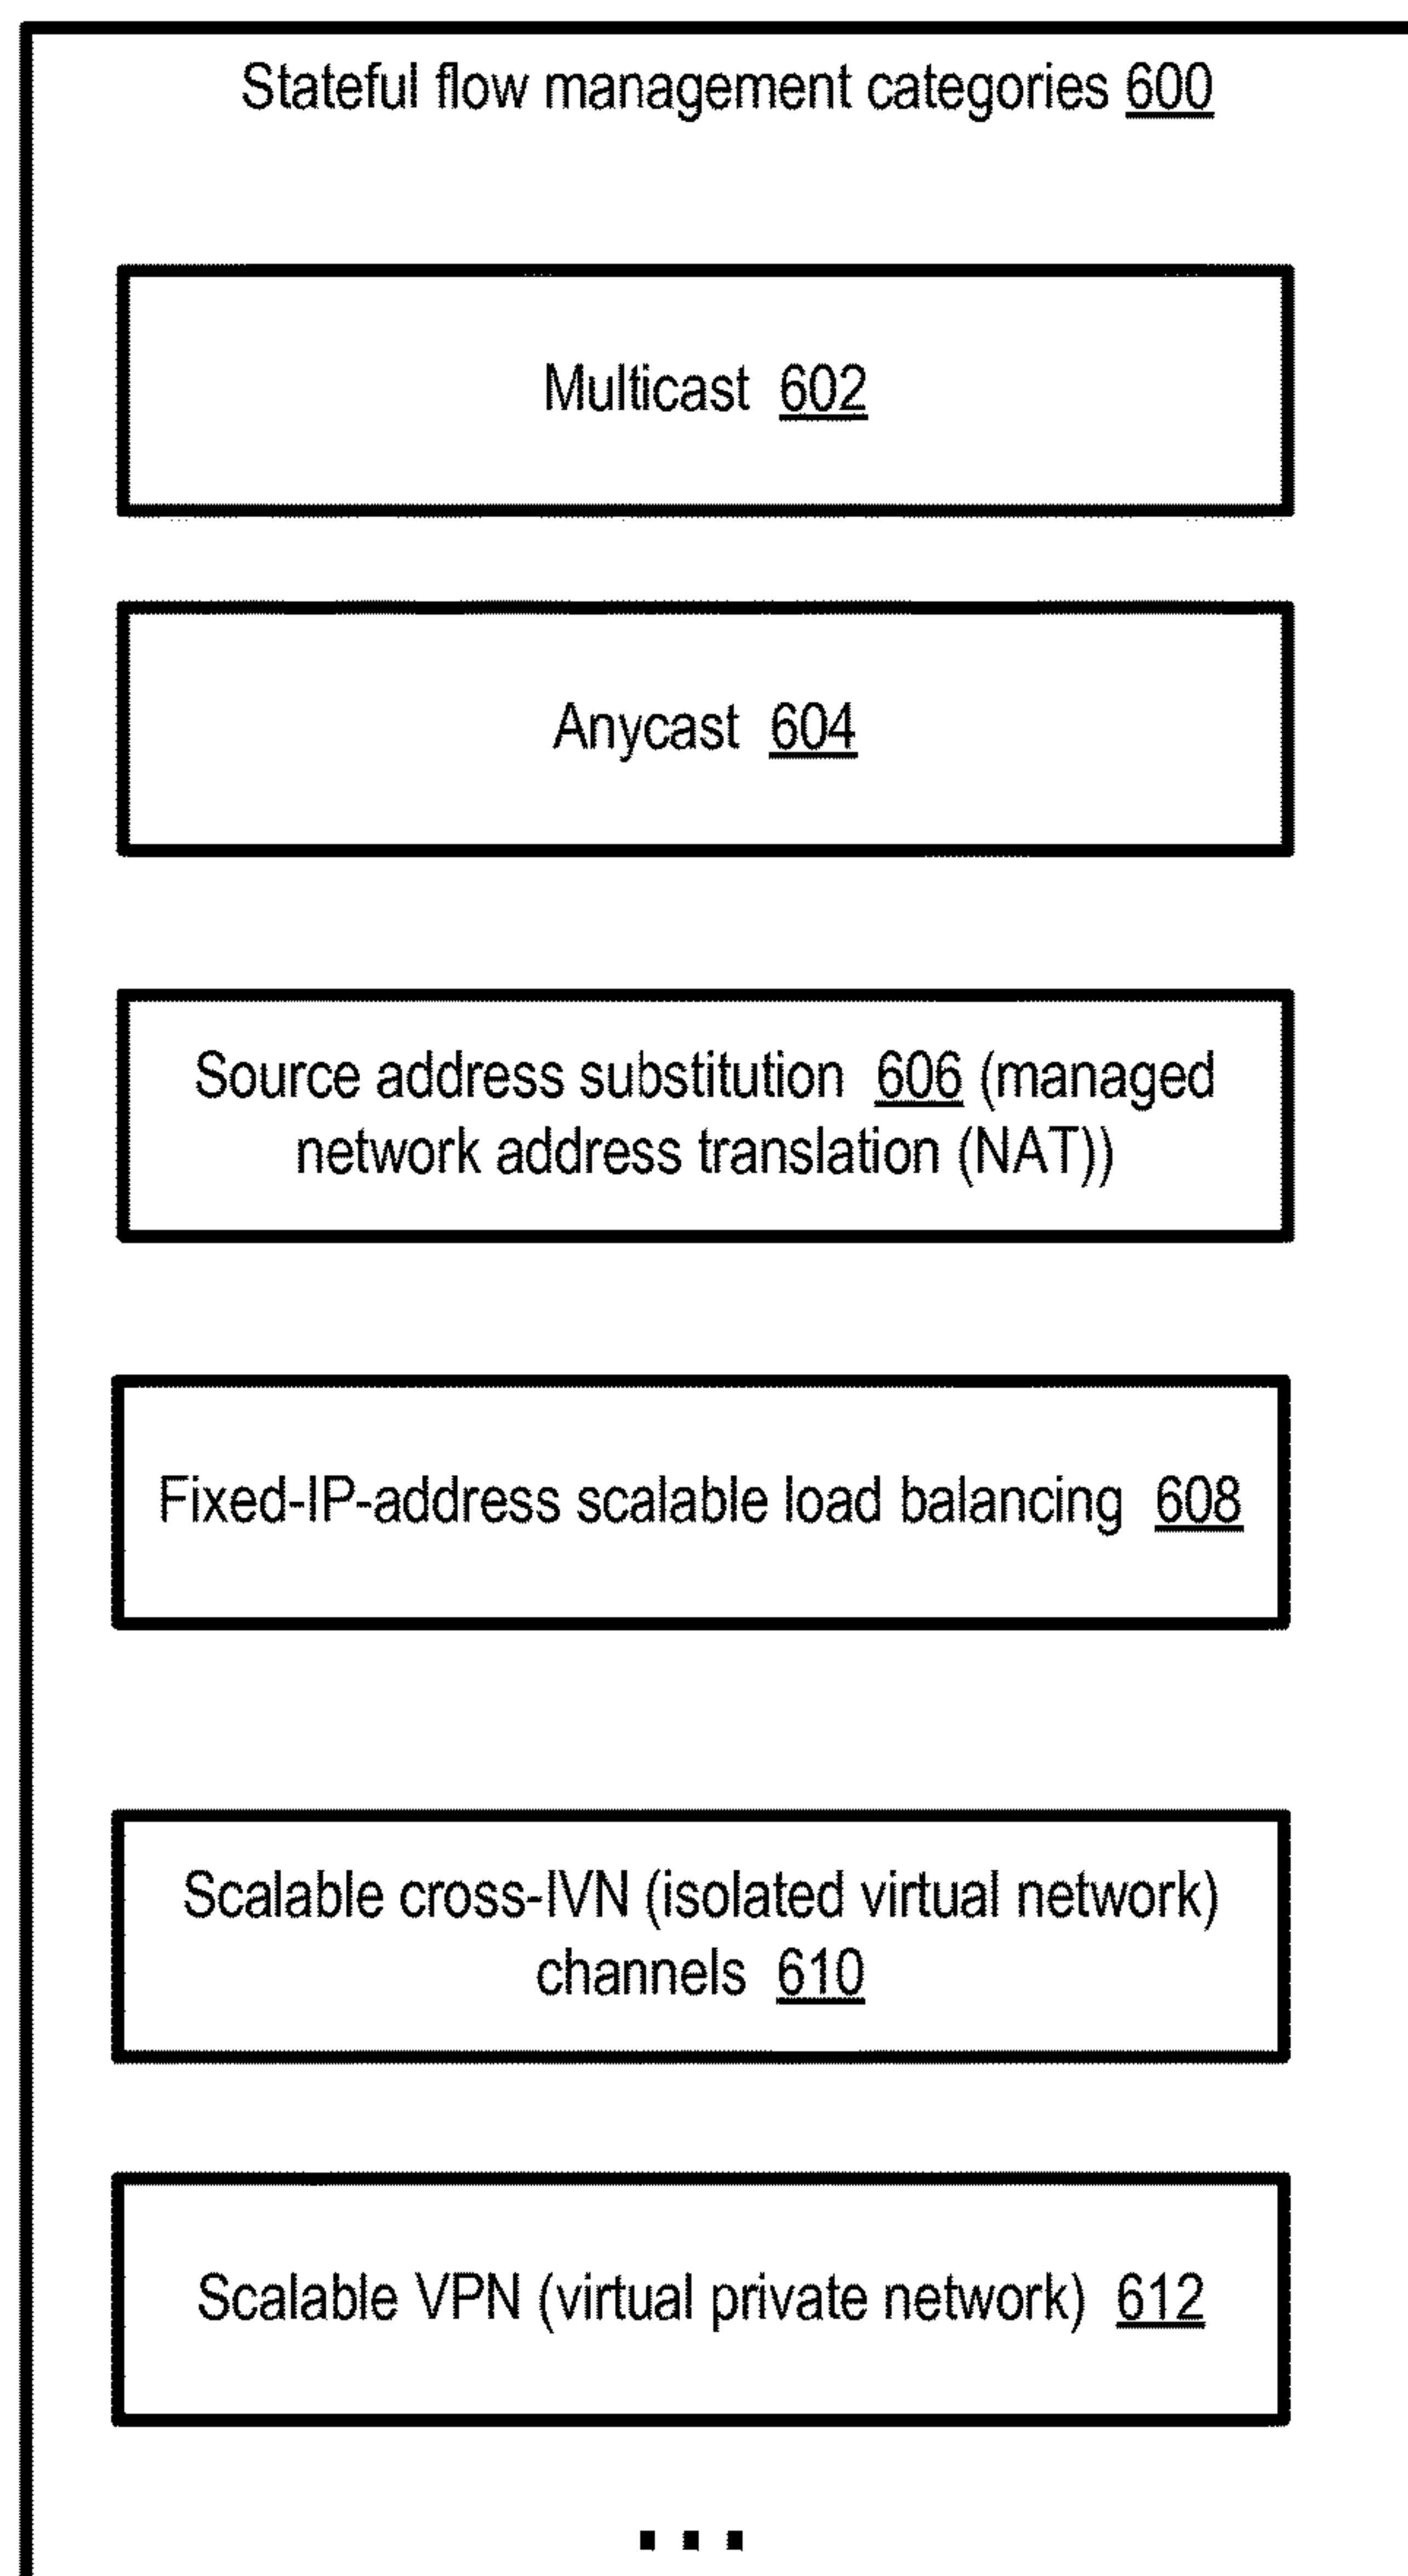 Stateful flow management categories 600
Multicast 602
Anycast 604
Source address substitution 606 (managed
network address translation (NAT))
Fixed-IP-address scalable load balancing 608
Scalable cross-IVN (isolated virtual network)
channels 610
Scalable VPN (virtual private network) 612
...